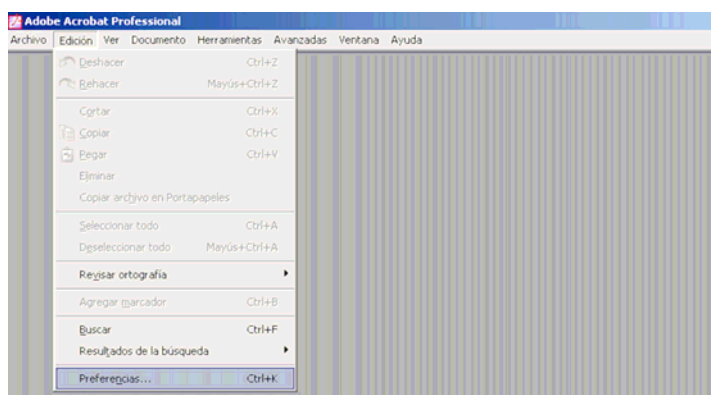 Adobe Acrobat Professional
Archivo Edición Ver Documento Herramientas Avanzadas Ventana Ayuda
Deshacer Ctrl+Z
Rehacer Mayús+Ctrl+Z
Cortar Ctrl+X
Copiar Ctrl+C
Pegar Ctrl+V
Eliminar
Copiar archivo en Portapapeles
Seleccionar todo Ctrl+A
Deseleccionar todo Mayús+Ctrl+A
Revisar ortografía
Agregar marcador Ctrl+B
Buscar Ctrl+F
Resultados de la búsqueda
Preferencias... Ctrl+K